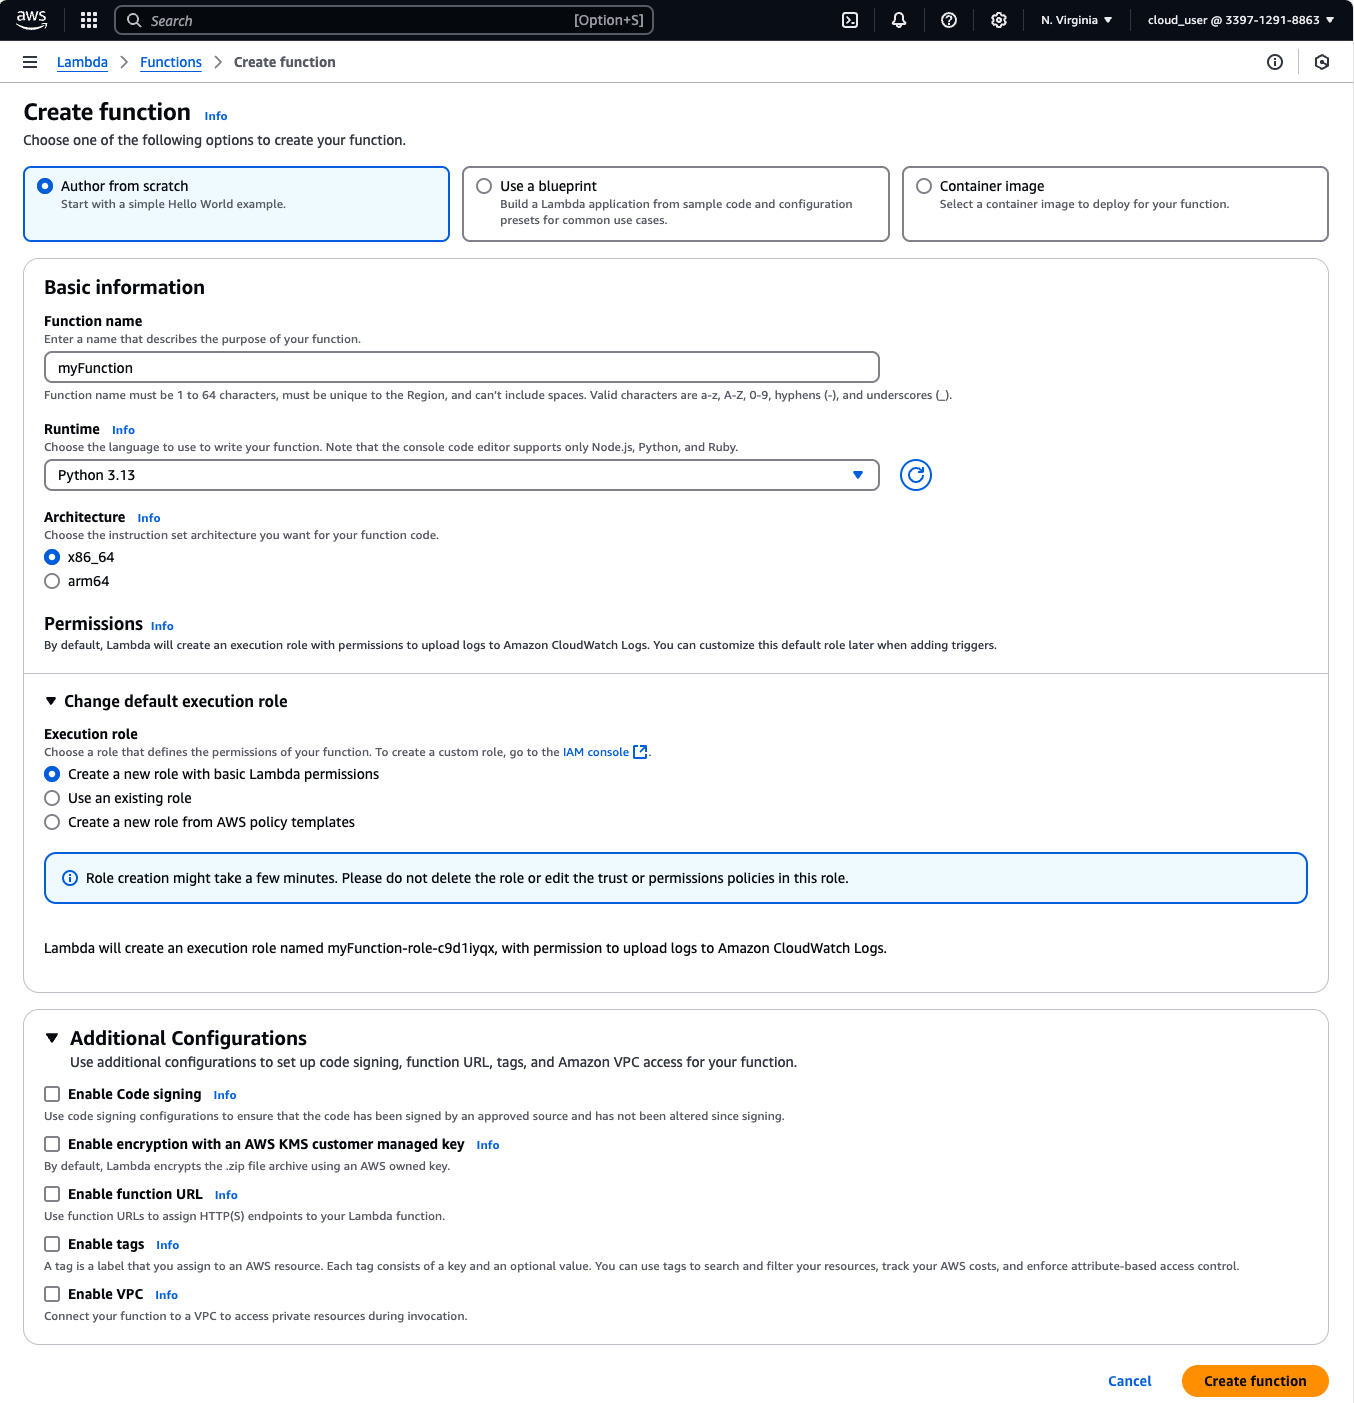 aws
Search [Option+S]
N. Virginia
cloud_user @ 3397-1291-8863
Lambda
Functions
Create function
Create function Info
Choose one of the following options to create your function.
Author from scratch
Start with a simple Hello World example.
Use a blueprint
Build a Lambda application from sample code and configuration
presets for common use cases.
Container image
Select a container image to deploy for your function.
Basic information
Function name
Enter a name that describes the purpose of your function.
myFunction
Function name must be 1 to 64 characters, must be unique to the Region, and can't include spaces. Valid characters are a-z, A-Z, 0-9, hyphens (-), and underscores (_).
Runtime Info
Choose the language to use to write your function. Note that the console code editor supports only Node.js, Python, and Ruby.
Python 3.13
Architecture Info
Choose the instruction set architecture you want for your function code.
x86_64
arm64
Permissions Info
By default, Lambda will create an execution role with permissions to upload logs to Amazon CloudWatch Logs. You can customize this default role later when adding triggers.
Change default execution role
Execution role
Choose a role that defines the permissions of your function. To create a custom role, go to the IAM console.
Create a new role with basic Lambda permissions
Use an existing role
Create a new role from AWS policy templates
Role creation might take a few minutes. Please do not delete the role or edit the trust or permissions policies in this role.
Lambda will create an execution role named myFunction-role-c9d1iyqx, with permission to upload logs to Amazon CloudWatch Logs.
Additional Configurations
Use additional configurations to set up code signing, function URL, tags, and Amazon VPC access for your function.
Enable Code signing Info
Use code signing configurations to ensure that the code has been signed by an approved source and has not been altered since signing.
Enable encryption with an AWS KMS customer managed key Info
By default, Lambda encrypts the .zip file archive using an AWS owned key.
Enable function URL Info
Use function URLs to assign HTTP(S) endpoints to your Lambda function.
Enable tags Info
A tag is a label that you assign to an AWS resource. Each tag consists of a key and an optional value. You can use tags to search and filter your resources, track your AWS costs, and enforce attribute-based access control.
Enable VPC Info
Connect your function to a VPC to access private resources during invocation.
Cancel
Create function